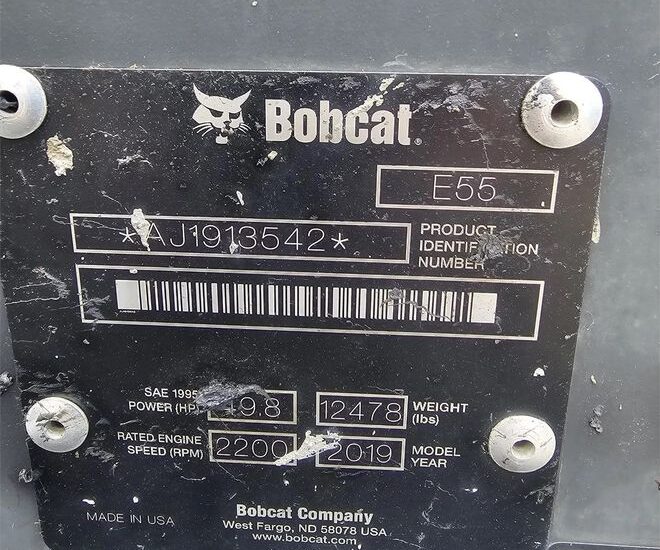 Bobcat
E55
*AJ1913542*
PRODUCT
IDENTIFICATION
NUMBER
SAE 1995
POWER (HP)
12478
WEIGHT
(lbs)
RATED ENGINE
SPEED (RPM)
2200
2019
MODEL
YEAR
MADE IN USA
Bobcat Company
West Fargo, ND 58078 USA
www.bobcat.com